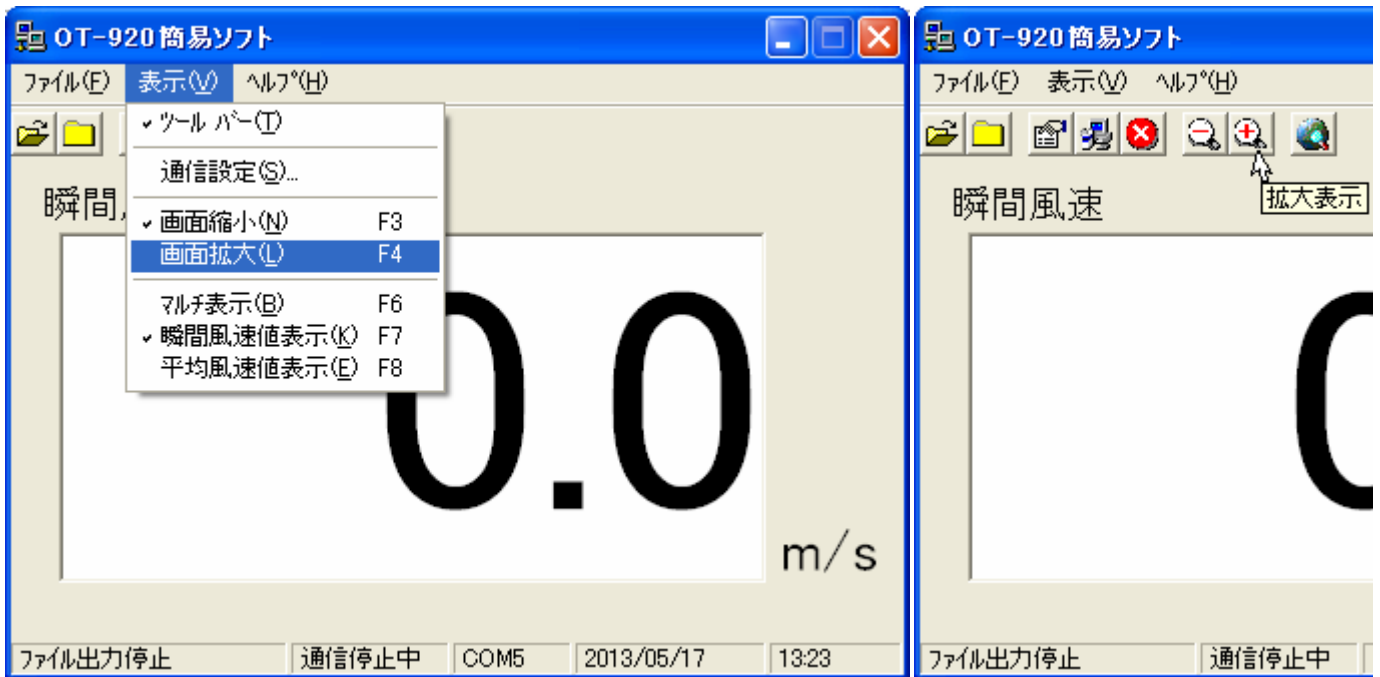 OT-920簡易ソフト
ファイル(F) 表示(V) ヘルプ(H)
ツール バー(T)
通信設定(S)...
画面縮小(N) F3
画面拡大(L) F4
マルチ表示(B) F6
瞬間風速値表示(K) F7
平均風速値表示(E) F8
瞬間
0.0
m/s
ファイル出力停止 通信停止中 COM5 2013/05/17 13:23
OT-920簡易ソフト
ファイル(F) 表示(V) ヘルプ(H)
拡大表示
瞬間風速
0
ファイル出力停止 通信停止中